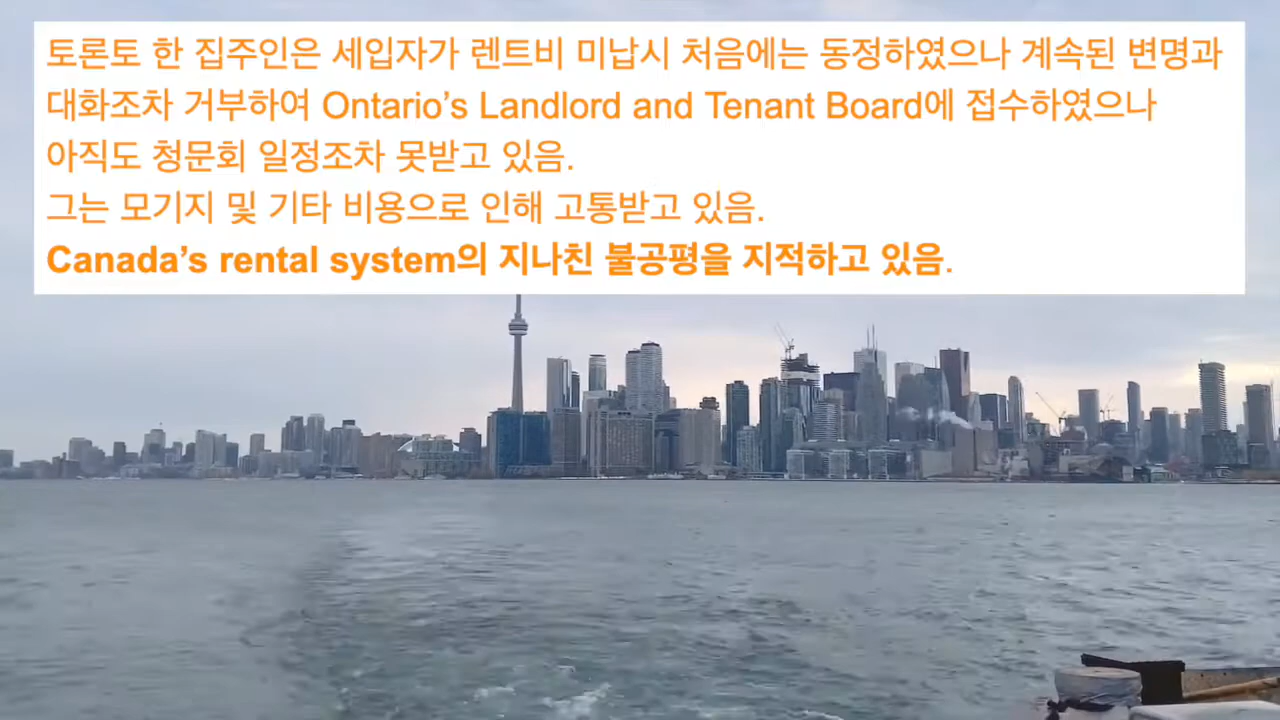 토론토 한 집주인은 세입자가 렌트비 미납시 처음에는 동정하였으나 계속된 변명과
대화조차 거부하여 Ontario’s Landlord and Tenant Board에 접수하였으나
아직도 청문회 일정조차 못받고 있음.
그는 모기지 및 기타 비용으로 인해 고통받고 있음.
Canada’s rental system의 지나친 불공평을 지적하고 있음.